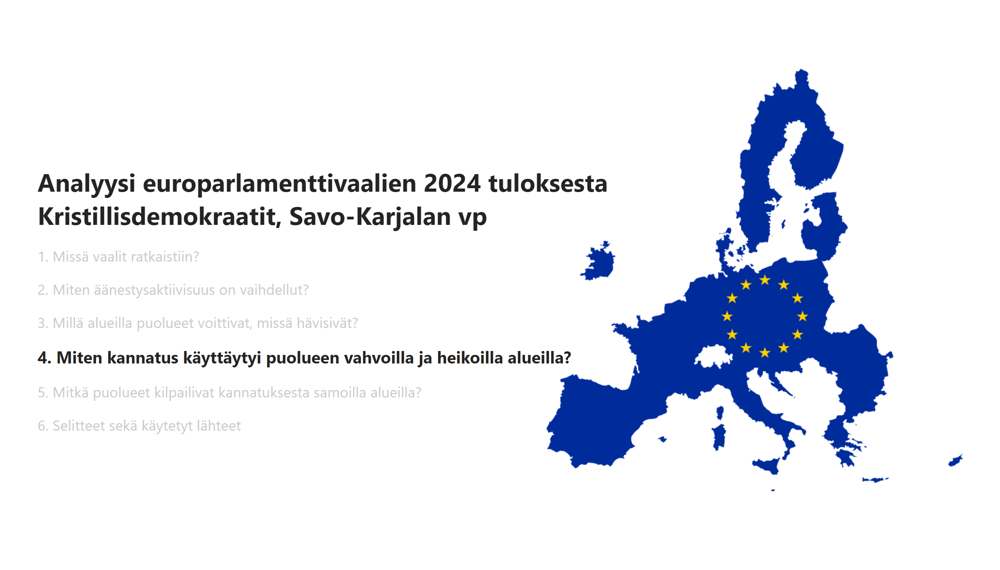 Analyysi europarlamenttivaalien 2024 tuloksesta
Kristillisdemokraatit, Savo-Karjalan vp
1. Missä vaalit ratkaistiin?
2. Miten äänestysaktiivisuus on vaihdellut?
3. Millä alueilla puolueet voittivat, missä hävisivät?
4. Miten kannatus käyttäytyi puolueen vahvoilla ja heikoilla alueilla?
5. Mitkä puolueet kilpailivat kannatuksesta samoilla alueilla?
6. Selitteet sekä käytetyt lähteet